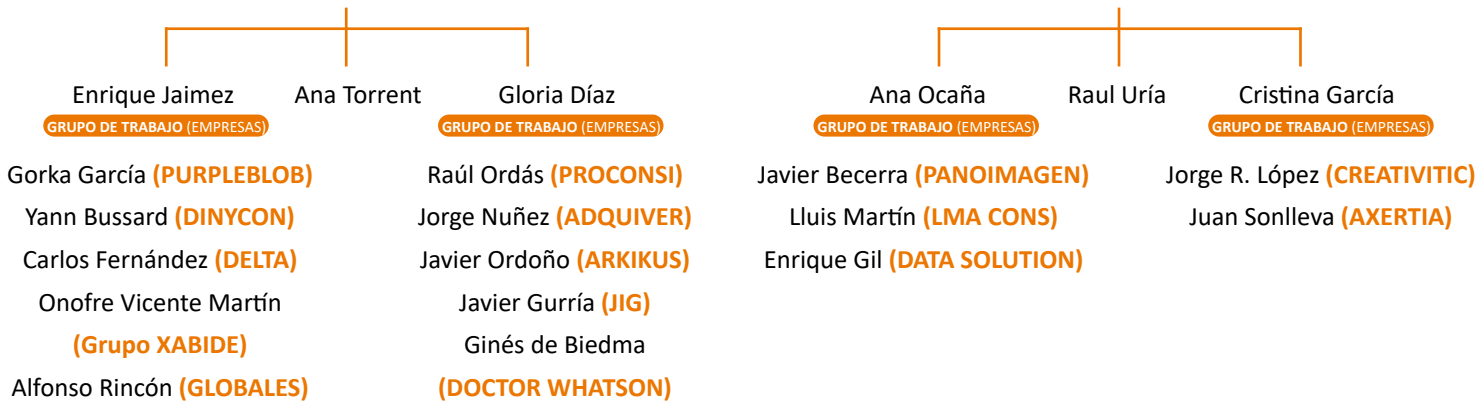 Enrique Jaimez
GRUPO DE TRABAJO (EMPRESAS)
Gorka García (PURPLEBLOB)
Yann Bussard (DINYCON)
Carlos Fernández (DELTA)
Onofre Vicente Martín
(Grupo XABIDE)
Alfonso Rincón (GLOBALES)
Ana Torrent
Gloria Díaz
GRUPO DE TRABAJO (EMPRESAS)
Raúl Ordás (PROCONSI)
Jorge Nuñez (ADQUIVER)
Javier Ordoño (ARKIKUS)
Javier Gurría (JIG)
Ginés de Biedma
(DOCTOR WHATSON)
Ana Ocaña
GRUPO DE TRABAJO (EMPRESAS)
Javier Becerra (PANOIMAGEN)
Lluis Martín (LMA CONS)
Enrique Gil (DATA SOLUTION)
Raul Uría
Cristina García
GRUPO DE TRABAJO (EMPRESAS)
Jorge R. López (CREATIVITIC)
Juan Sonlleva (AXERTIA)